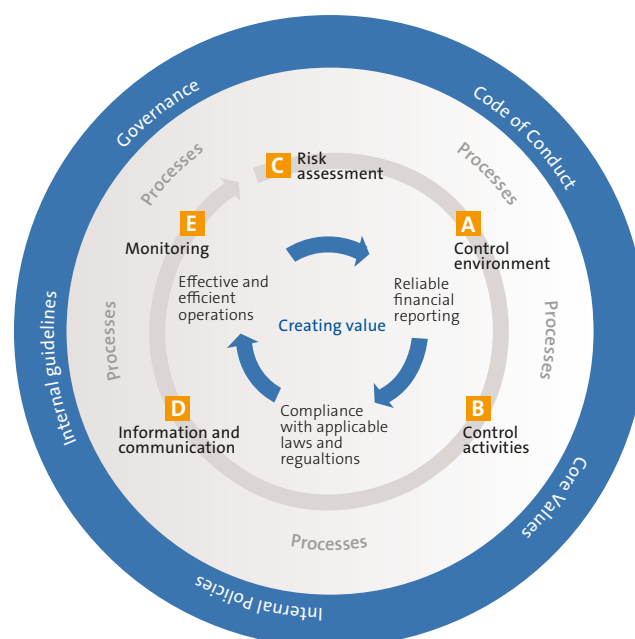 Governance
Code of Conduct
Processes
Processes
C
Risk
assessment
E
Monitoring
A
Control
environment
Effective and
efficient
operations
Reliable
financial
reporting
Creating value
Internal guidelines
Processes
Processes
D
Information and
communication
Compliance
with applicable
laws and
regualtions
B
Control
activities
Core Values
Processes
Internal Policies